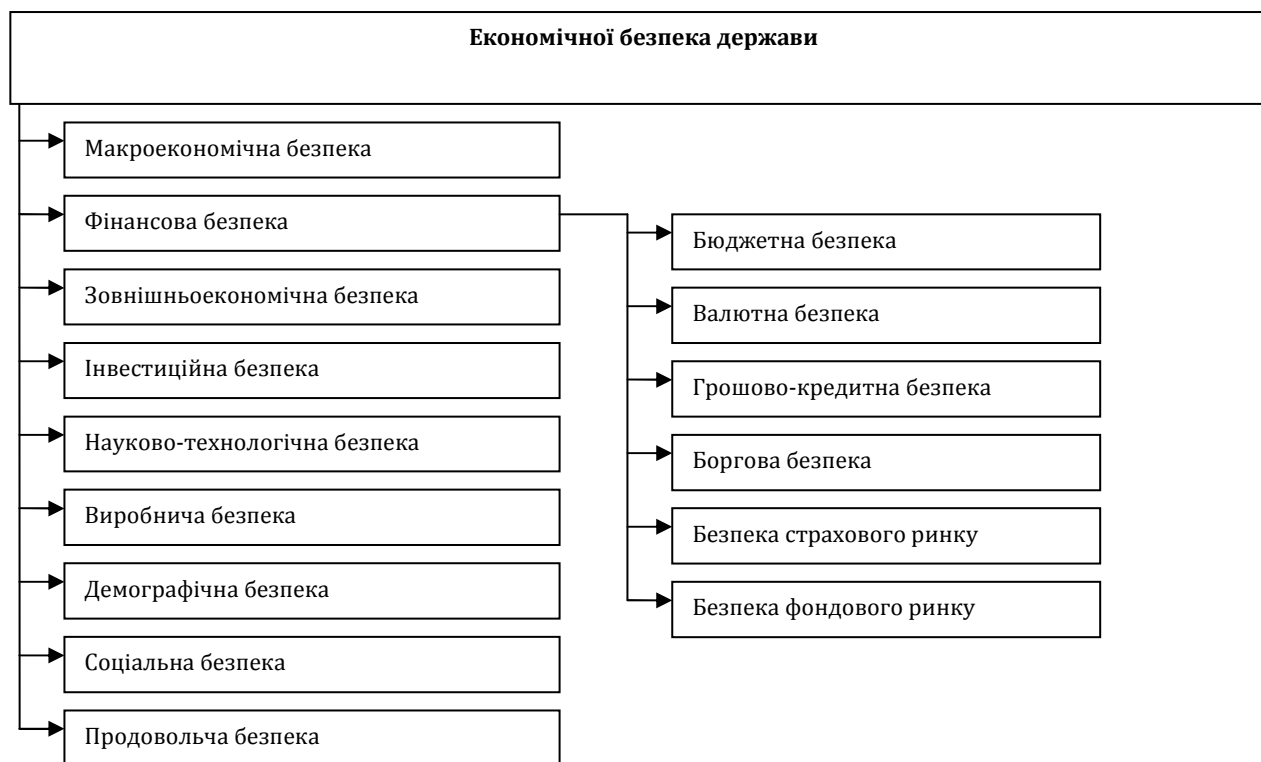 Економічної безпека держави
Макроекономічна безпека
Фінансова безпека
Зовнішньоекономічна безпека
Інвестиційна безпека
Науково-технологічна безпека
Виробнича безпека
Демографічна безпека
Соціальна безпека
Продовольча безпека
Бюджетна безпека
Валютна безпека
Грошово-кредитна безпека
Боргова безпека
Безпека страхового ринку
Безпека фондового ринку